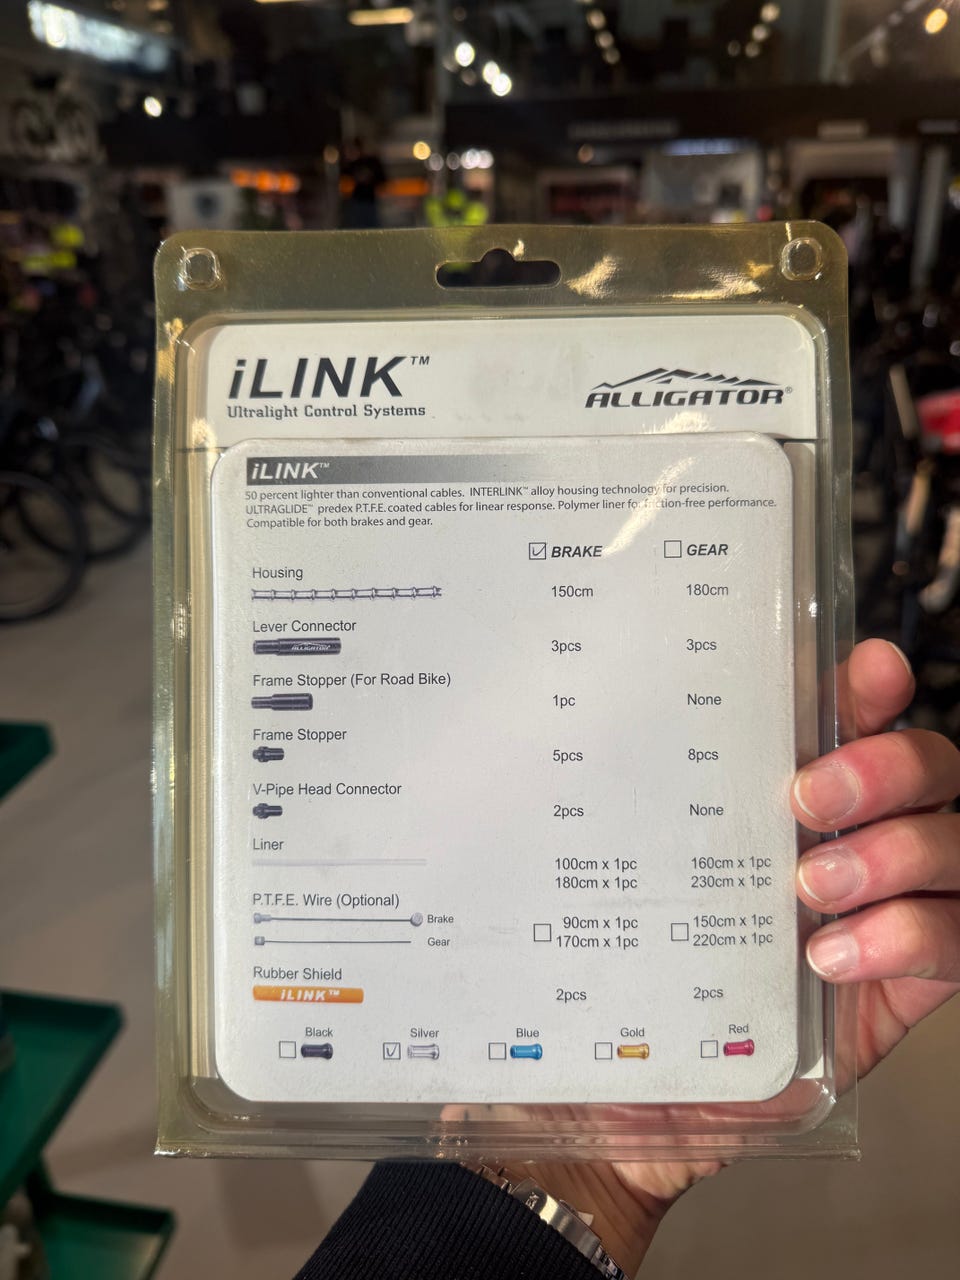 iLINK™
Ultralight Control Systems
ALLIGATOR®
iLINK™
50 percent lighter than conventional cables. INTERLINK™ alloy housing technology for precision.
ULTRAGLIDE™ predex P.T.F.E. coated cables for linear response. Polymer liner for friction-free performance.
Compatible for both brakes and gear.
☑ BRAKE ☐ GEAR
Housing 150cm 180cm
Lever Connector 3pcs 3pcs
ALLIGATOR
Frame Stopper (For Road Bike) 1pc None
Frame Stopper 5pcs 8pcs
V-Pipe Head Connector 2pcs None
Liner
100cm x 1pc 160cm x 1pc
180cm x 1pc 230cm x 1pc
P.T.F.E. Wire (Optional)
Brake ☐ 90cm x 1pc ☐ 150cm x 1pc
Gear 170cm x 1pc 220cm x 1pc
Rubber Shield
iLINK™ 2pcs 2pcs
Black Silver Blue Gold Red